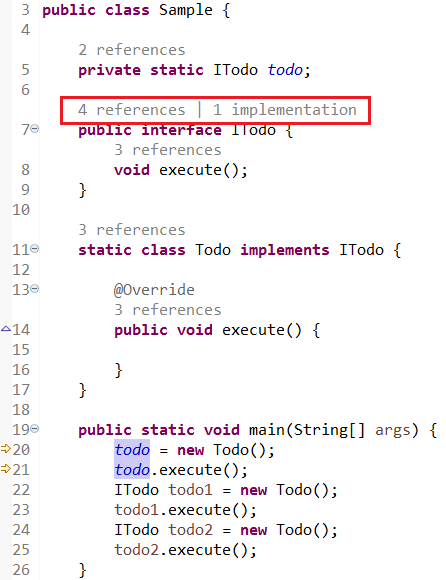 3 public class Sample {
4
2 references
5 private static ITodo todo;
6
4 references | 1 implementation
7 public interface ITodo {
3 references
8 void execute();
9 }
10
3 references
11 static class Todo implements ITodo {
12
13 @Override
3 references
14 public void execute() {
15
16 }
17 }
18
19 public static void main(String[] args) {
20 todo = new Todo();
21 todo.execute();
22 ITodo todo1 = new Todo();
23 todo1.execute();
24 ITodo todo2 = new Todo();
25 todo2.execute();
26 }